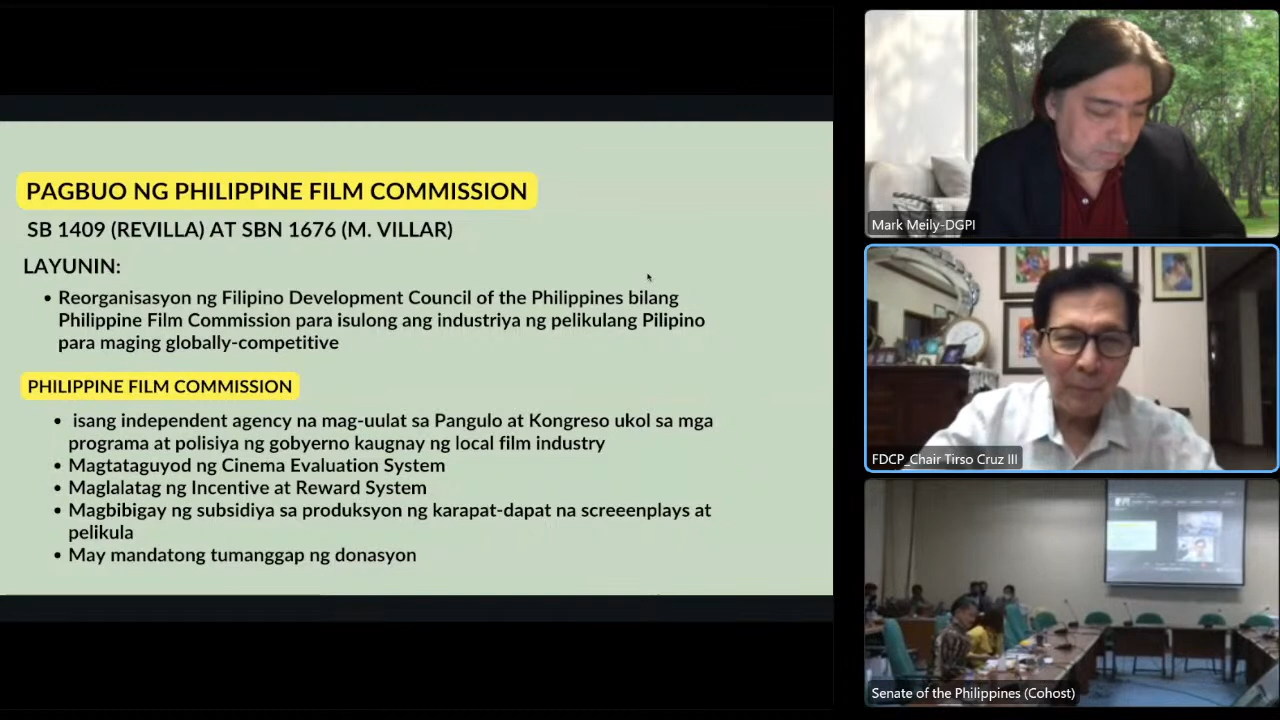 PAGBUO NG PHILIPPINE FILM COMMISSION
SB 1409 (REVILLA) AT SBN 1676 (M. VILLAR)
LAYUNIN:
• Reorganisasyon ng Filipino Development Council of the Philippines bilang
Philippine Film Commission para isulong ang industriya ng pelikulang Pilipino
para maging globally-competitive
PHILIPPINE FILM COMMISSION
• isang independent agency na mag-uulat sa Pangulo at Kongreso ukol sa mga
programa at polisiya ng gobyerno kaugnay ng local film industry
• Magtataguyod ng Cinema Evaluation System
• Maglalatag ng Incentive at Reward System
• Magbibigay ng subsidiya sa produksyon ng karapat-dapat na screeenplays at
pelikula
• May mandatong tumanggap ng donasyon
Mark Meily-DGPI
FDCP_Chair Tirso Cruz III
Senate of the Philippines (Cohost)